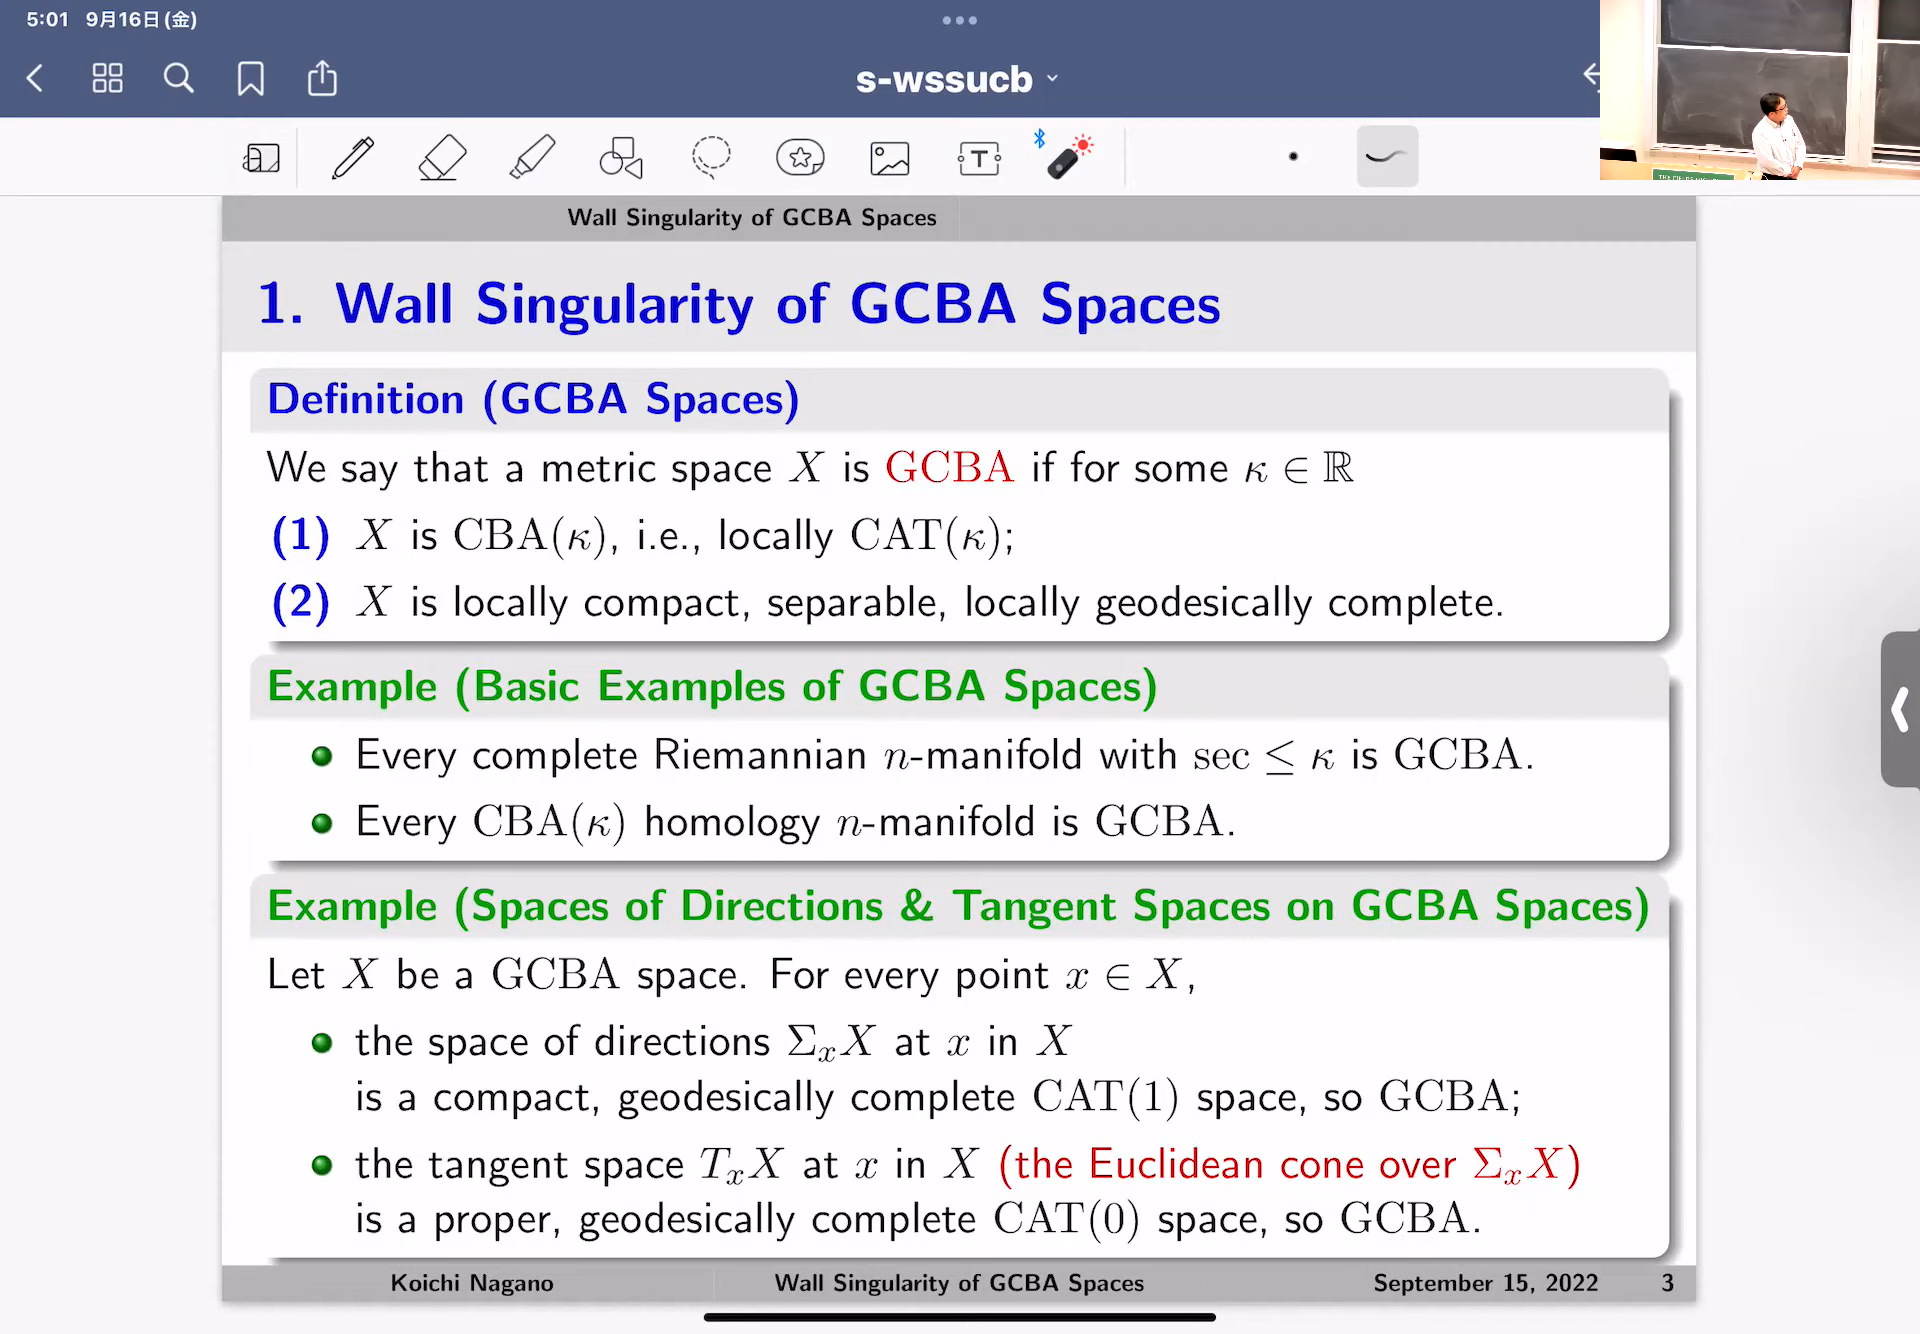 5:01 9月16日(金)
s-wssucb
T
Wall Singularity of GCBA Spaces
1. Wall Singularity of GCBA Spaces
Definition (GCBA Spaces)
We say that a metric space X is GCBA if for some κ ∈ ℝ
(1) X is CBA(κ), i.e., locally CAT(κ);
(2) X is locally compact, separable, locally geodesically complete.
Example (Basic Examples of GCBA Spaces)
Every complete Riemannian n-manifold with sec ≤ κ is GCBA.
Every CBA(κ) homology n-manifold is GCBA.
Example (Spaces of Directions & Tangent Spaces on GCBA Spaces)
Let X be a GCBA space. For every point x ∈ X,
the space of directions ΣₓX at x in X
is a compact, geodesically complete CAT(1) space, so GCBA;
the tangent space TₓX at x in X (the Euclidean cone over ΣₓX)
is a proper, geodesically complete CAT(0) space, so GCBA.
Koichi Nagano Wall Singularity of GCBA Spaces September 15, 2022 3